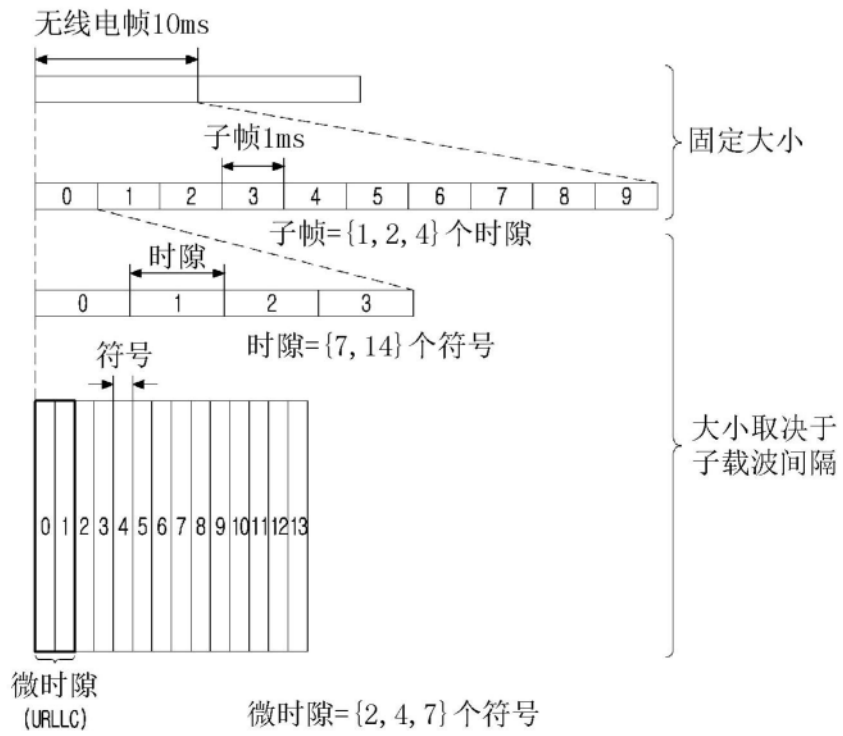 无线电帧10ms
子帧1ms
固定大小
0 1 2 3 4 5 6 7 8 9
子帧={1,2,4}个时隙
时隙
0 1 2 3
时隙={7,14}个符号
符号
大小取决于
子载波间隔
0 1 2 3 4 5 6 7 8 9 10 11 12 13
微时隙
(URLLC)
微时隙={2,4,7}个符号